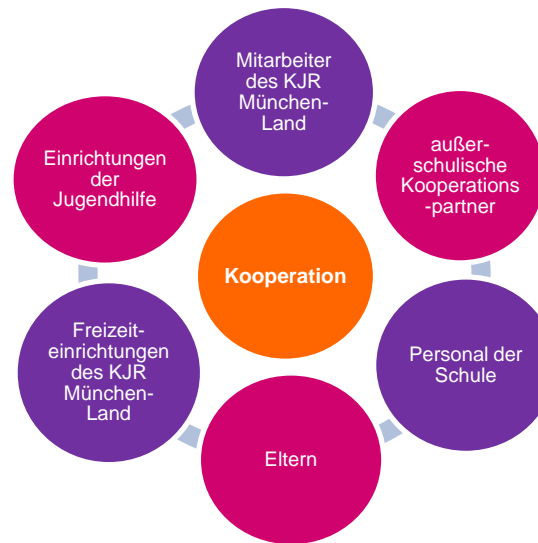 Mitarbeiter
des KJR
München-
Land
außer-
schulische
Kooperations
-partner
Personal der
Schule
Eltern
Freizeit-
einrichtungen
des KJR
München-
Land
Einrichtungen
der
Jugendhilfe
Kooperation